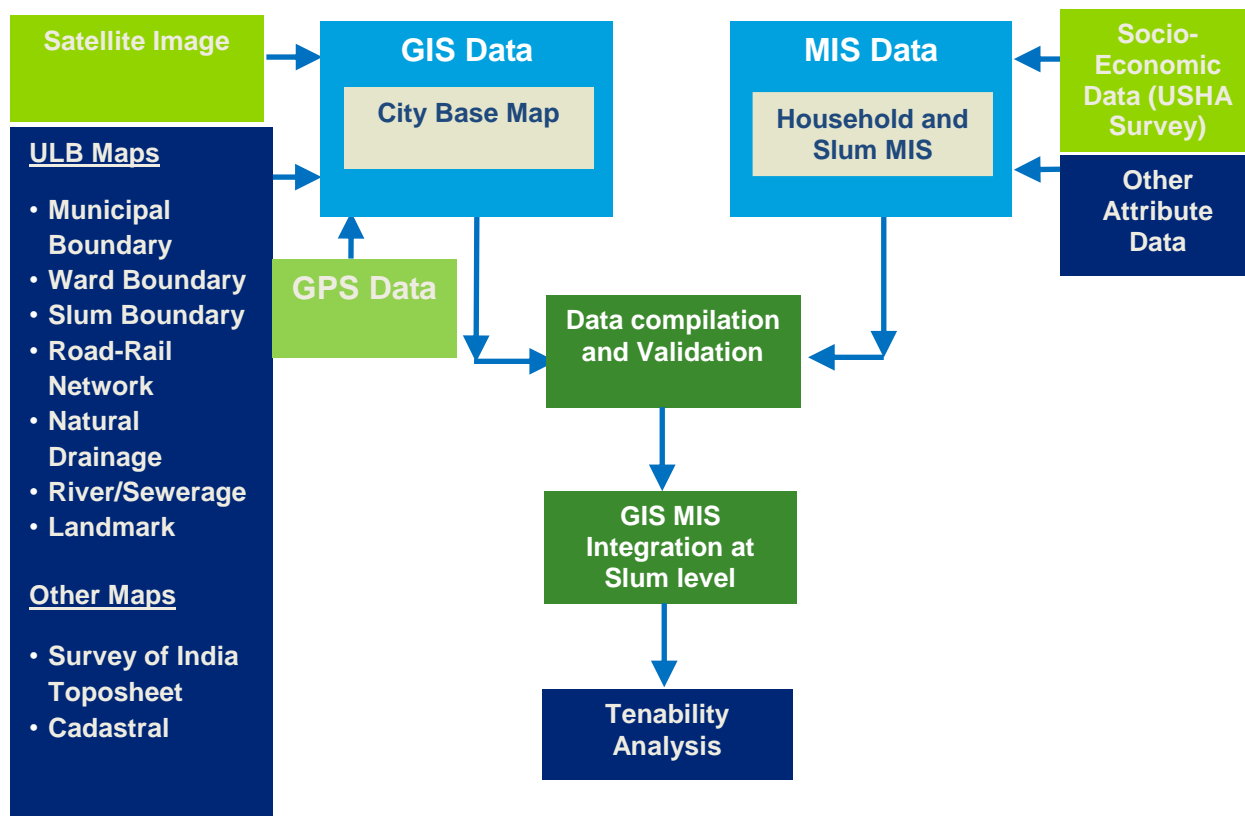 Satellite Image
ULB Maps
• Municipal
Boundary
• Ward Boundary
• Slum Boundary
• Road-Rail
Network
• Natural
Drainage
• River/Sewerage
• Landmark
Other Maps
• Survey of India
Toposheet
• Cadastral
GIS Data
City Base Map
GPS Data
MIS Data
Household and
Slum MIS
Socio-
Economic
Data (USHA
Survey)
Other
Attribute
Data
Data compilation
and Validation
GIS MIS
Integration at
Slum level
Tenability
Analysis